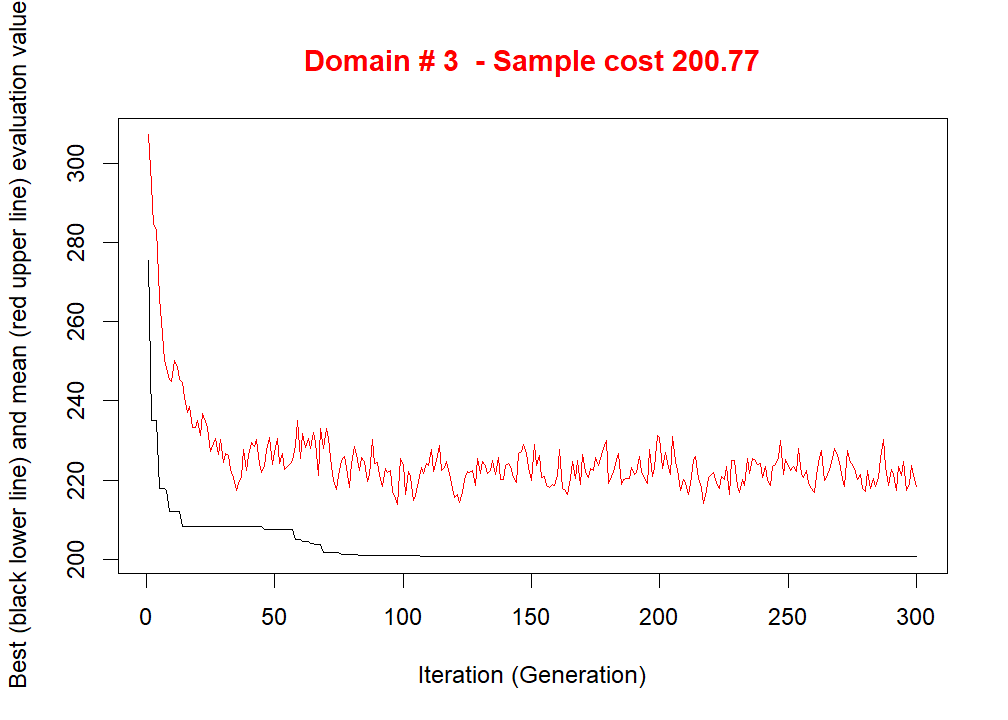 Domain # 3  - Sample cost 200.77
Best (black lower line) and mean (red upper line) evaluation value
300
280
260
240
220
200
0 50 100 150 200 250 300
Iteration (Generation)